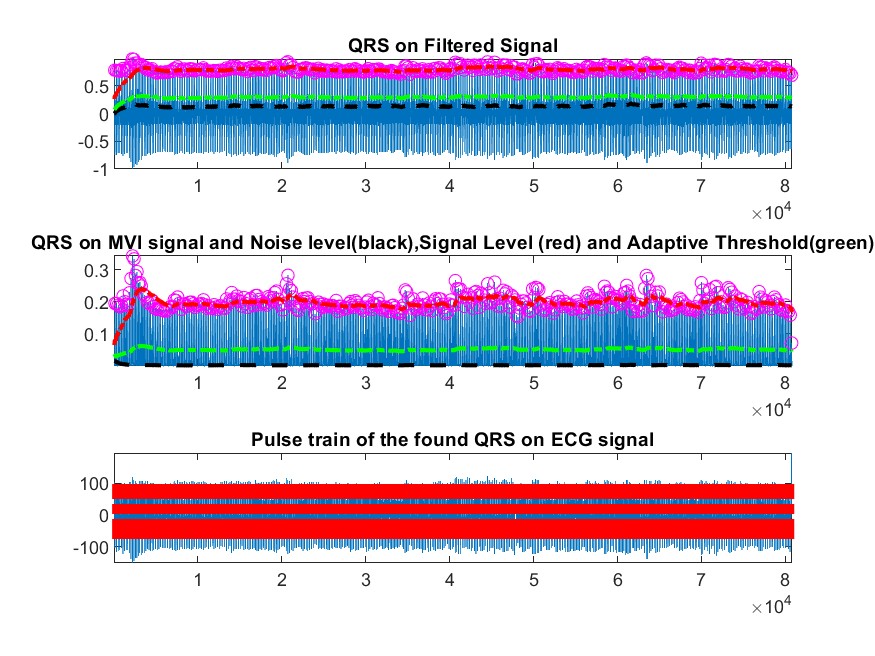 QRS on Filtered Signal
0.5
0
-0.5
-1
1 2 3 4 5 6 7 8
×10^4
QRS on MVI signal and Noise level(black),Signal Level (red) and Adaptive Threshold(green)
0.3
0.2
0.1
1 2 3 4 5 6 7 8
×10^4
Pulse train of the found QRS on ECG signal
100
0
-100
1 2 3 4 5 6 7 8
×10^4